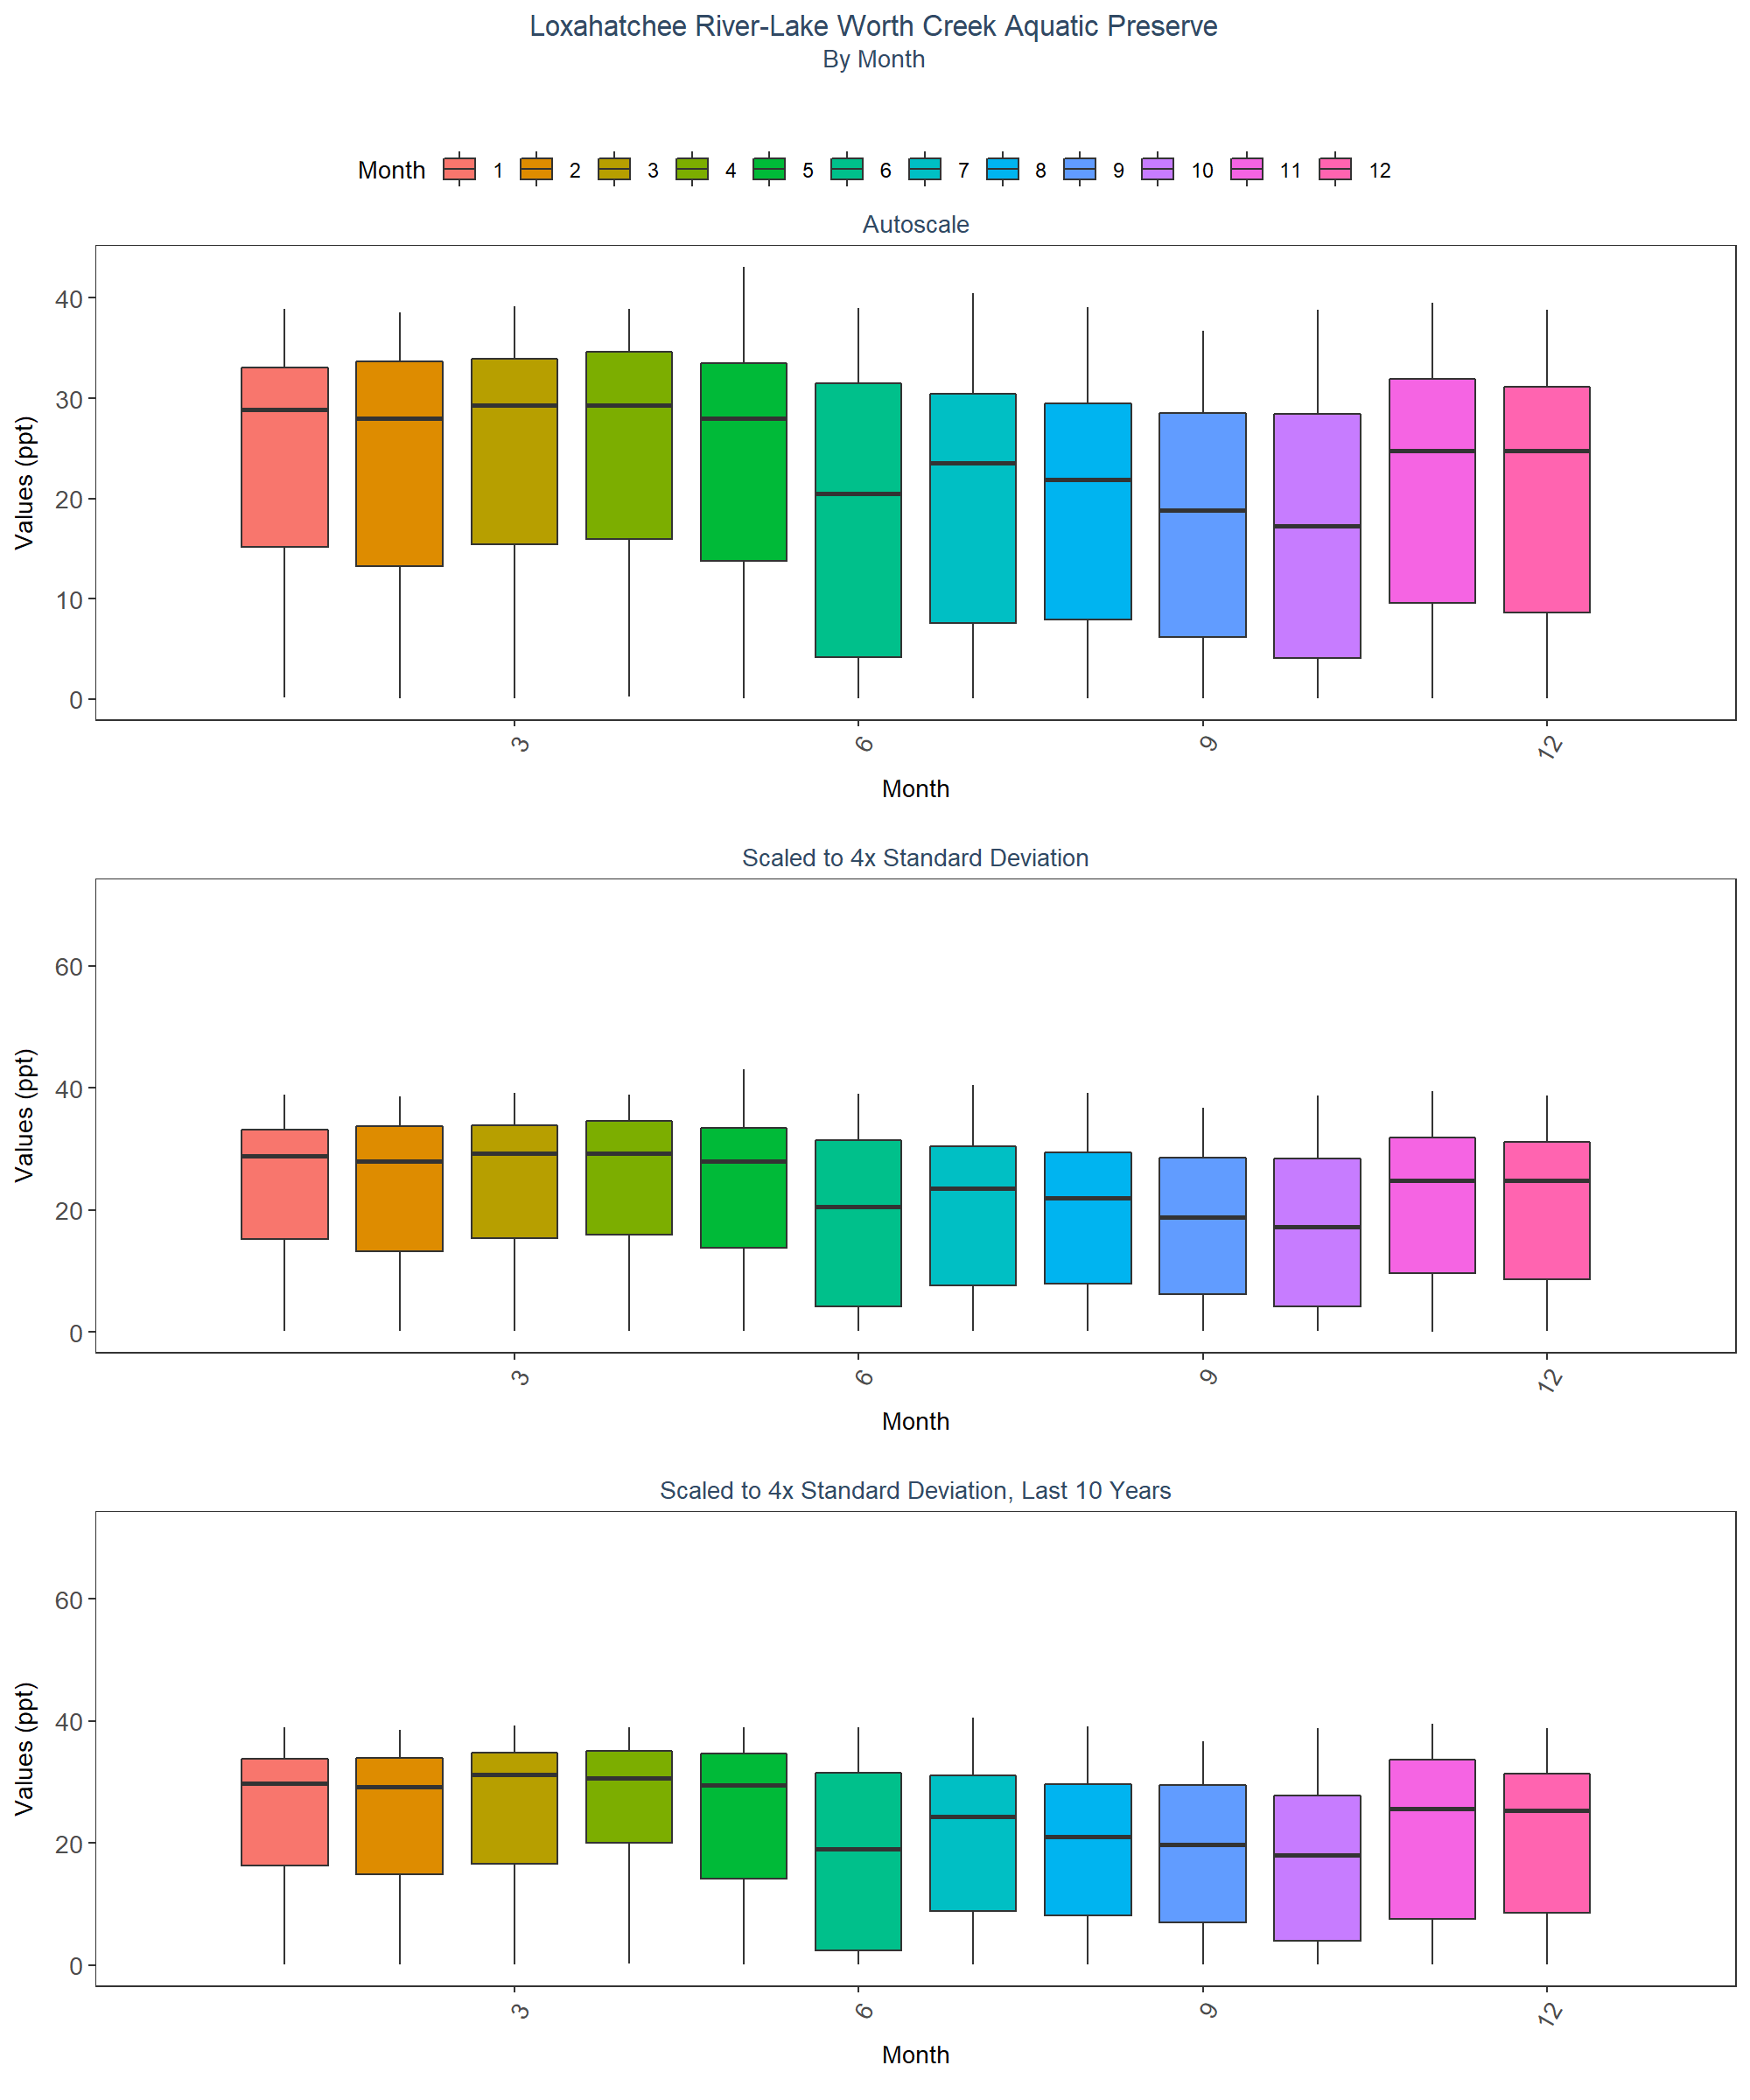 Loxahatchee River-Lake Worth Creek Aquatic Preserve
By Month
Month 1 2 3 4 5 6 7 8 9 10 11 12
Autoscale
Values (ppt)
40
30
20
10
0
3 6 9 12
Month
Scaled to 4x Standard Deviation
Values (ppt)
60
40
20
0
3 6 9 12
Month
Scaled to 4x Standard Deviation, Last 10 Years
Values (ppt)
60
40
20
0
3 6 9 12
Month